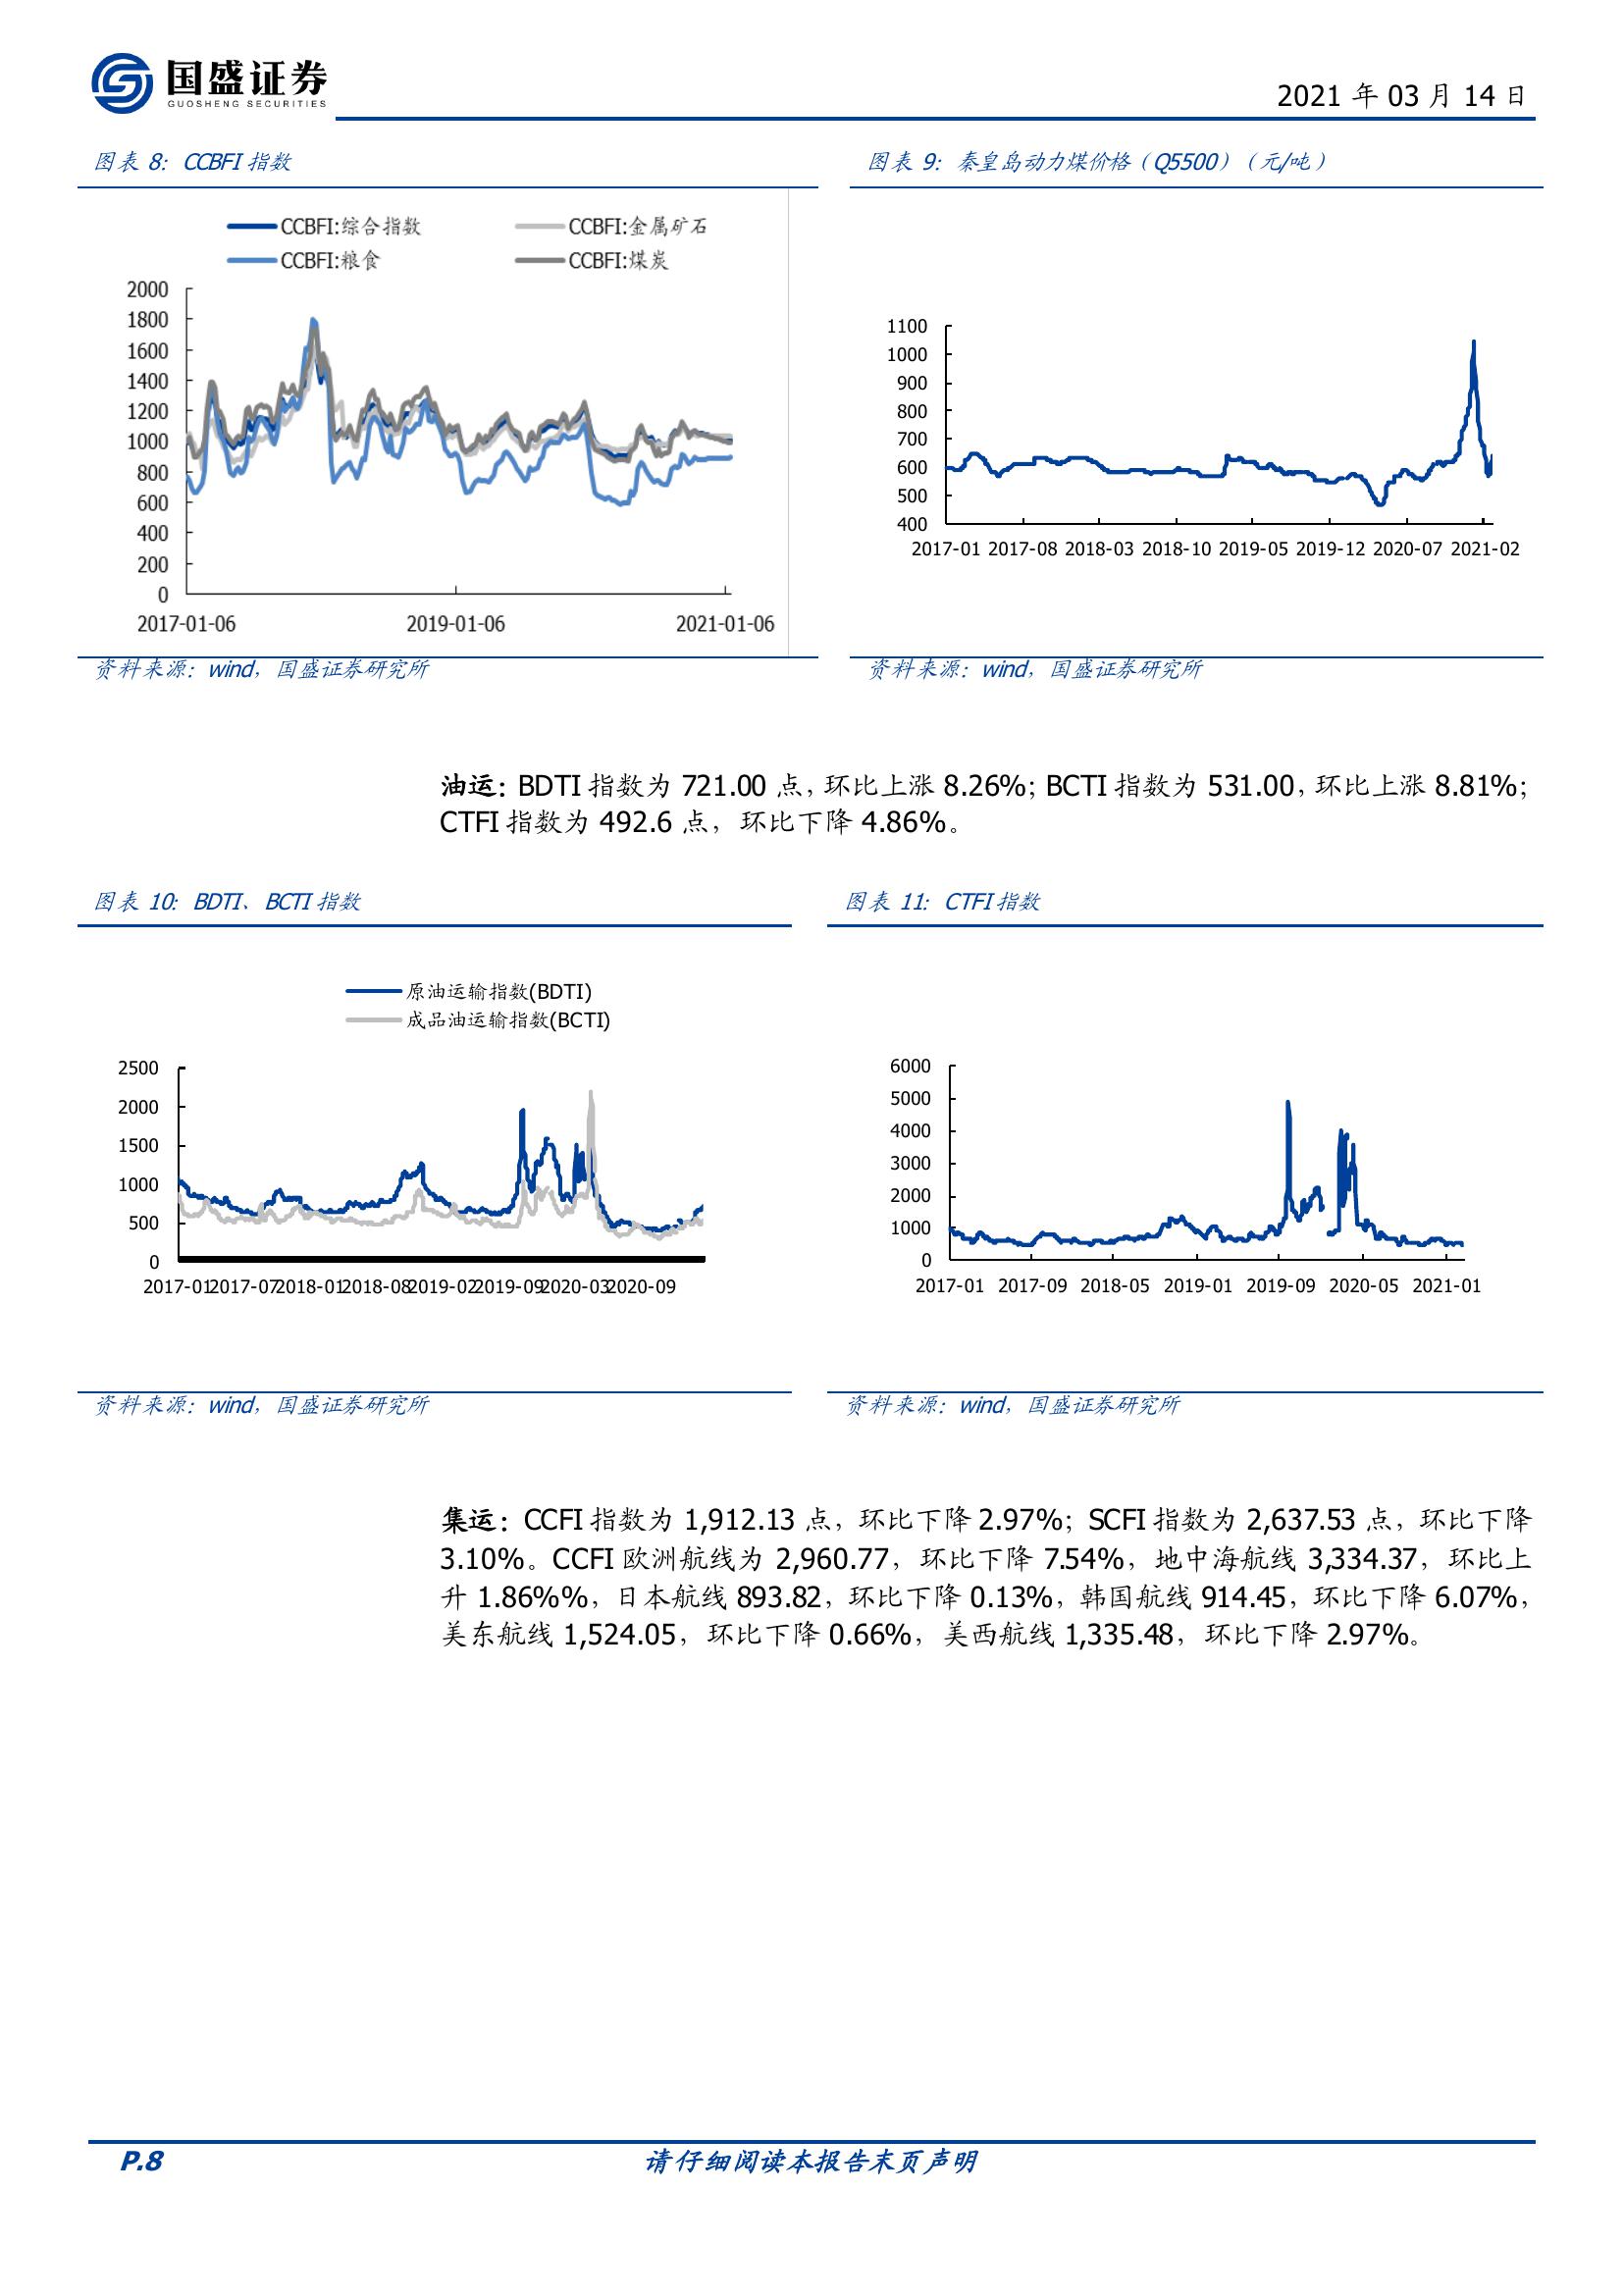 国盛证券
GUOSHENG SECURITIES
2021 年 03 月 14 日
图表 8：CCBFI 指数
图表 9：秦皇岛动力煤价格（Q5500）（元/吨）
CCBFI:综合指数
CCBFI:金属矿石
CCBFI:粮食
CCBFI:煤炭
2000
1800
1600
1400
1200
1000
800
600
400
200
0
2017-01-06 2019-01-06 2021-01-06
1100
1000
900
800
700
600
500
400
2017-01 2017-08 2018-03 2018-10 2019-05 2019-12 2020-07 2021-02
资料来源：wind，国盛证券研究所
资料来源：wind，国盛证券研究所
油运：BDTI 指数为 721.00 点，环比上涨 8.26%；BCTI 指数为 531.00，环比上涨 8.81%；
CTFI 指数为 492.6 点，环比下降 4.86%。
图表 10：BDTI、BCTI 指数
图表 11：CTFI 指数
原油运输指数(BDTI)
成品油运输指数(BCTI)
2500
2000
1500
1000
500
0
2017-01 2017-07 2018-01 2018-08 2019-02 2019-09 2020-03 2020-09
6000
5000
4000
3000
2000
1000
0
2017-01 2017-09 2018-05 2019-01 2019-09 2020-05 2021-01
资料来源：wind，国盛证券研究所
资料来源：wind，国盛证券研究所
集运：CCFI 指数为 1,912.13 点，环比下降 2.97%；SCFI 指数为 2,637.53 点，环比下降
3.10%。CCFI 欧洲航线为 2,960.77，环比下降 7.54%，地中海航线 3,334.37，环比上
升 1.86%%，日本航线 893.82，环比下降 0.13%，韩国航线 914.45，环比下降 6.07%，
美东航线 1,524.05，环比下降 0.66%，美西航线 1,335.48，环比下降 2.97%。
P.8
请仔细阅读本报告末页声明